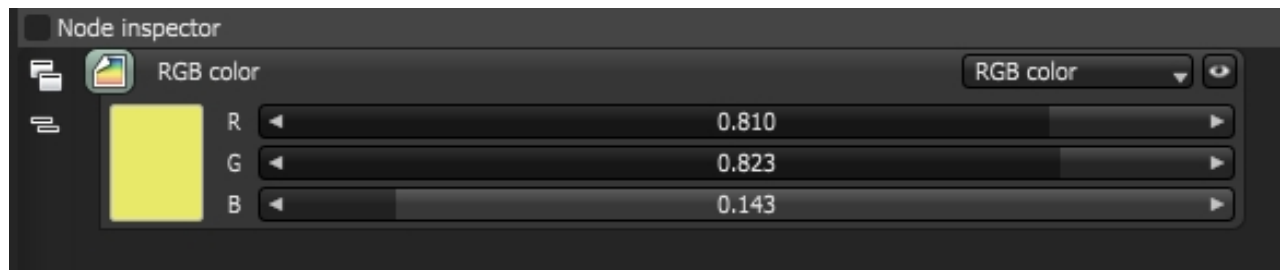 Node inspector
RGB color RGB color
R 0.810
G 0.823
B 0.143